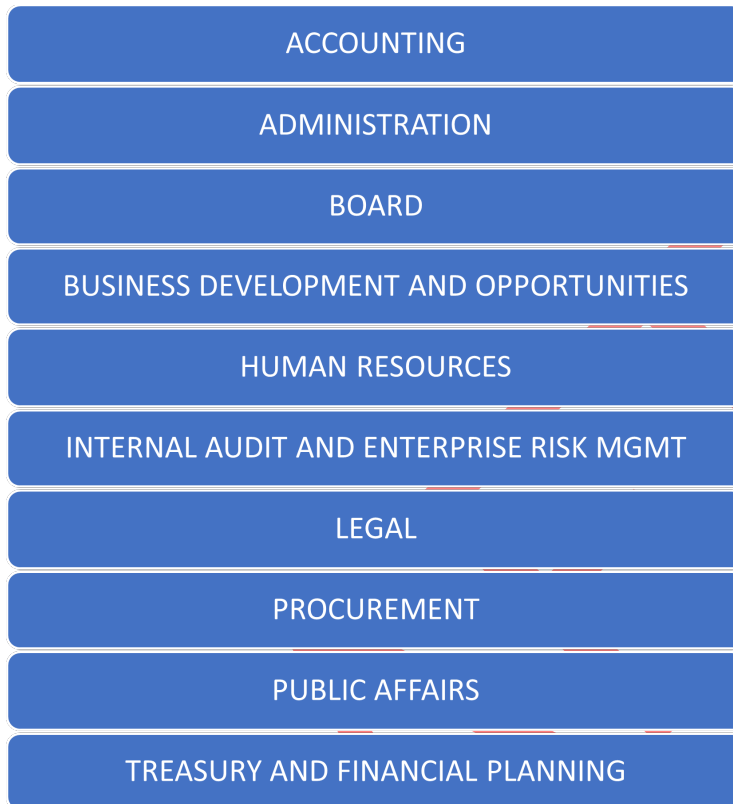 ACCOUNTING
ADMINISTRATION
BOARD
BUSINESS DEVELOPMENT AND OPPORTUNITIES
HUMAN RESOURCES
INTERNAL AUDIT AND ENTERPRISE RISK MGMT
LEGAL
PROCUREMENT
PUBLIC AFFAIRS
TREASURY AND FINANCIAL PLANNING